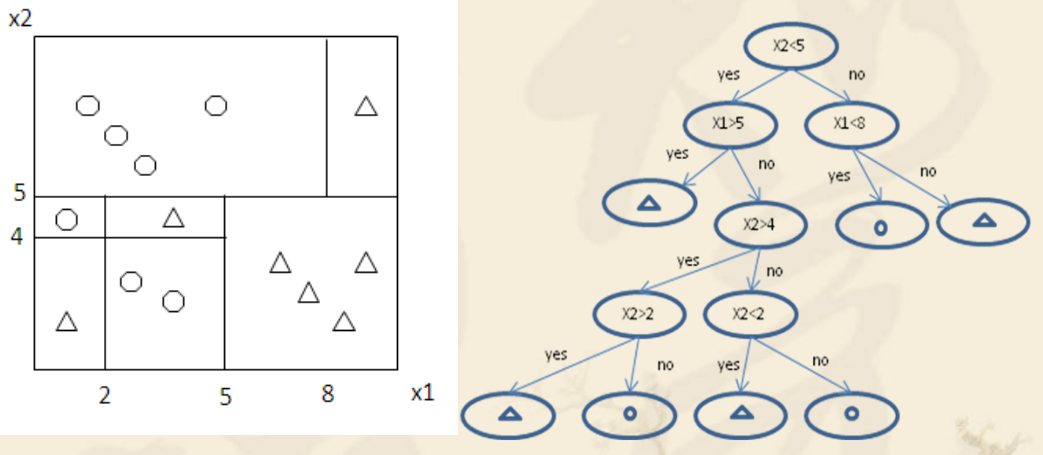 x2
5
4
2
5
8
x1
X2<5
yes
no
X1>5
X1<8
yes
no
yes
no
X2>4
yes
no
X2>2
X2<2
yes
no
yes
no